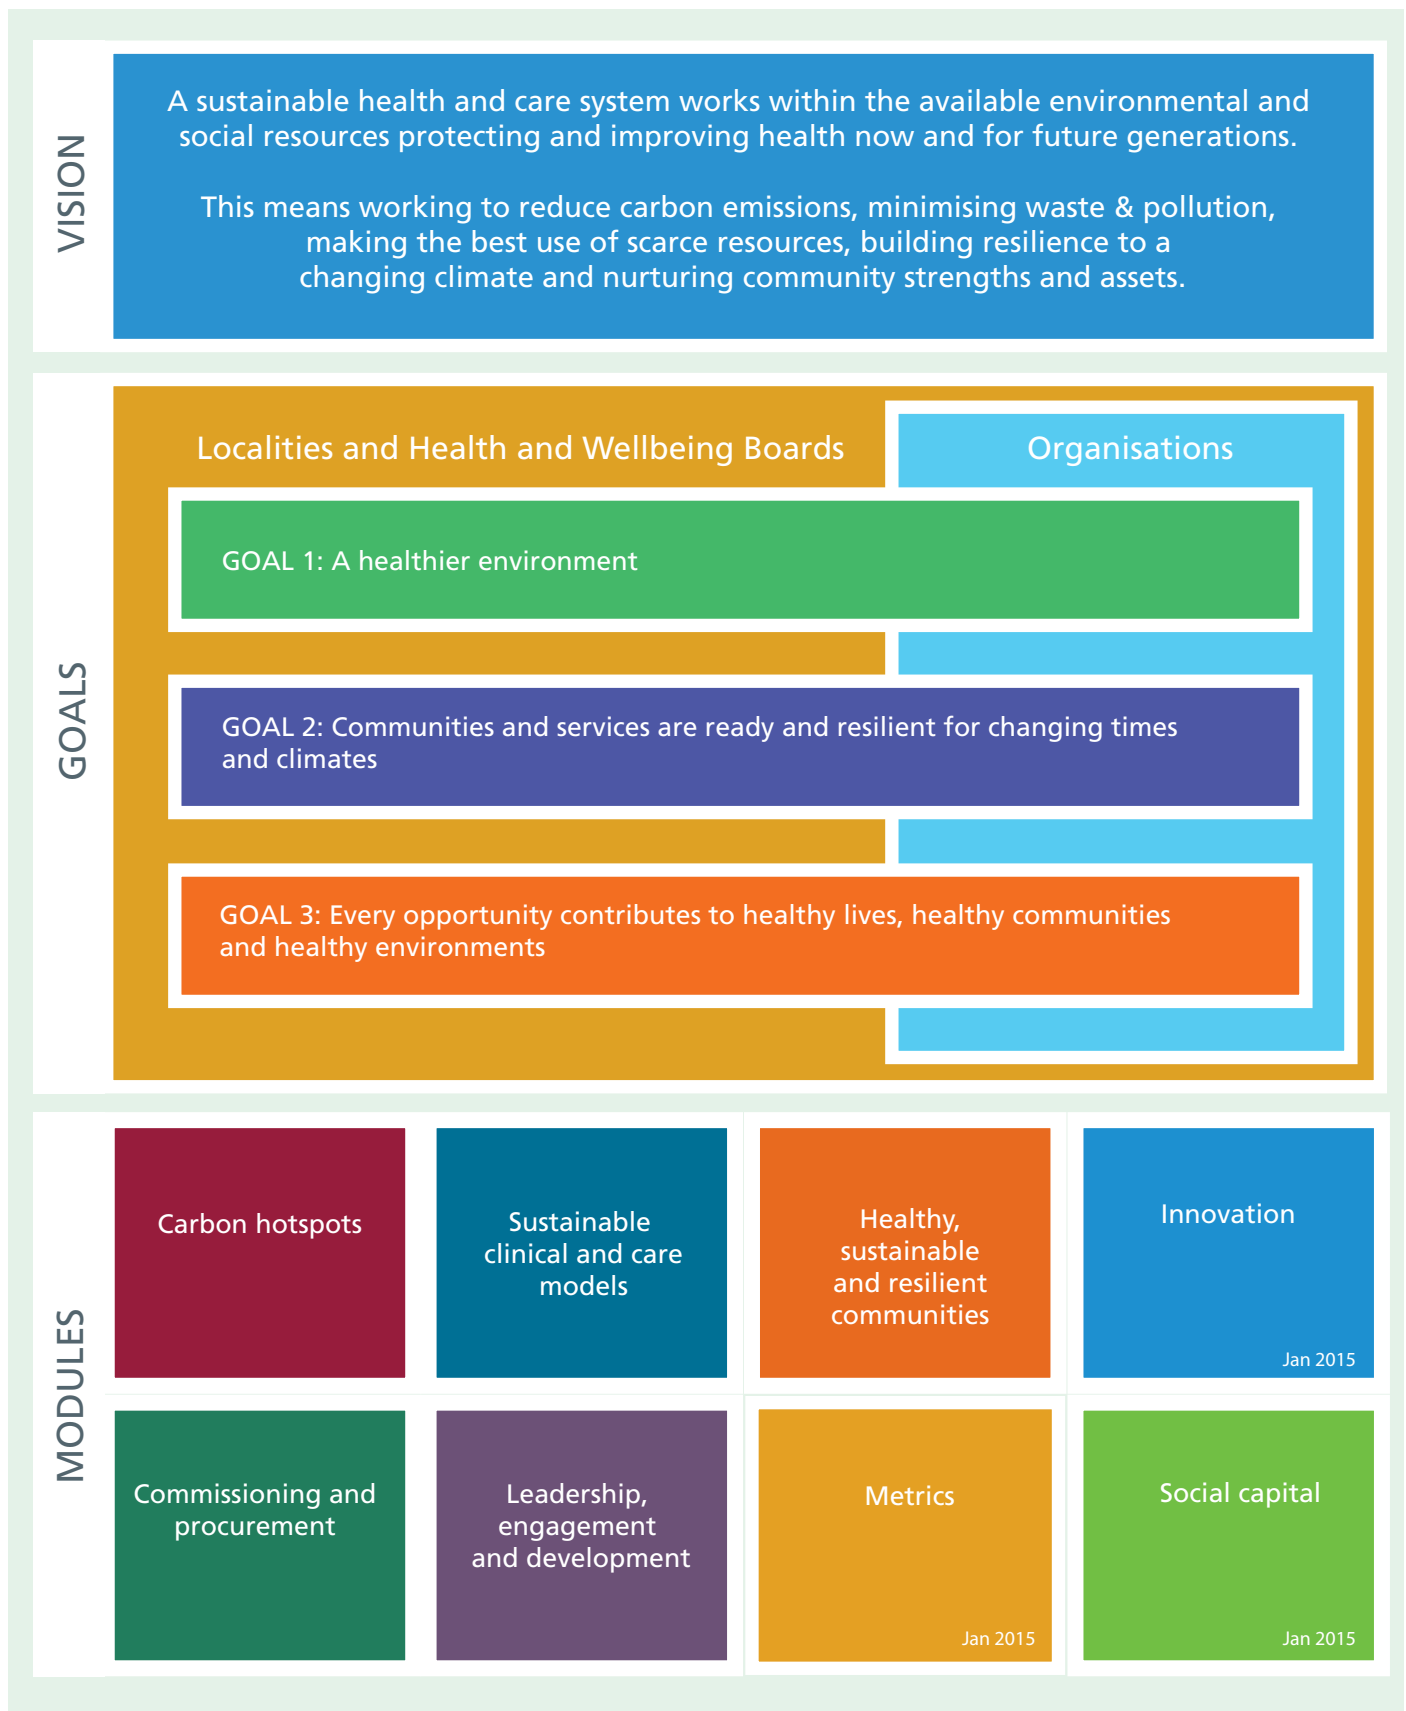 VISION
A sustainable health and care system works within the available environmental and
social resources protecting and improving health now and for future generations.
This means working to reduce carbon emissions, minimising waste & pollution,
making the best use of scarce resources, building resilience to a
changing climate and nurturing community strengths and assets.
GOALS
Localities and Health and Wellbeing Boards
Organisations
GOAL 1: A healthier environment
GOAL 2: Communities and services are ready and resilient for changing times
and climates
GOAL 3: Every opportunity contributes to healthy lives, healthy communities
and healthy environments
MODULES
Carbon hotspots
Sustainable
clinical and care
models
Healthy,
sustainable
and resilient
communities
Innovation
Jan 2015
Commissioning and
procurement
Leadership,
engagement
and development
Metrics
Jan 2015
Social capital
Jan 2015